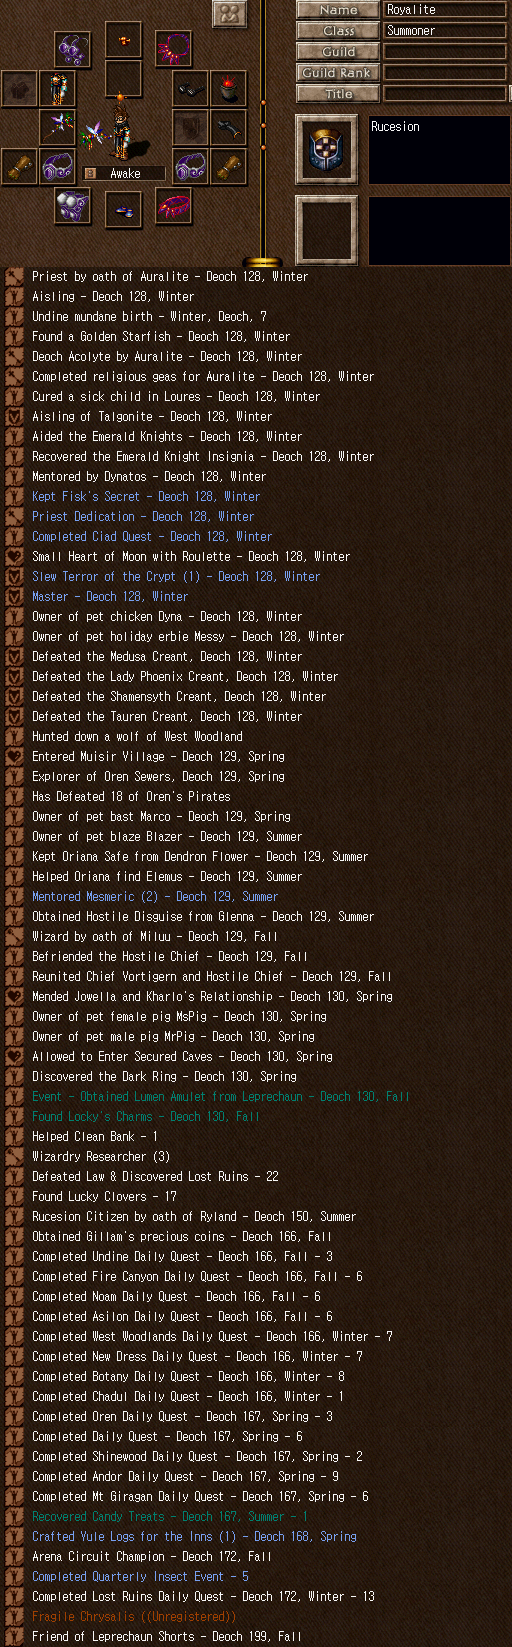 Name
Royalite
Class
Summoner
Guild
Guild Rank
Title
Rucesion
Awake
Priest by oath of Auralite - Deoch 128, Winter
Aisling - Deoch 128, Winter
Undine mundane birth - Winter, Deoch, 7
Found a Golden Starfish - Deoch 128, Winter
Deoch Acolyte by Auralite - Deoch 128, Winter
Completed religious geas for Auralite - Deoch 128, Winter
Cured a sick child in Loures - Deoch 128, Winter
Aisling of Talgonite - Deoch 128, Winter
Aided the Emerald Knights - Deoch 128, Winter
Recovered the Emerald Knight Insignia - Deoch 128, Winter
Mentored by Dynatos - Deoch 128, Winter
Kept Fisk's Secret - Deoch 128, Winter
Priest Dedication - Deoch 128, Winter
Completed Ciad Quest - Deoch 128, Winter
Small Heart of Moon with Roulette - Deoch 128, Winter
Slew Terror of the Crypt (1) - Deoch 128, Winter
Master - Deoch 128, Winter
Owner of pet chicken Dyna - Deoch 128, Winter
Owner of pet holiday erbie Messy - Deoch 128, Winter
Defeated the Medusa Creant, Deoch 128, Winter
Defeated the Lady Phoenix Creant, Deoch 128, Winter
Defeated the Shamensyth Creant, Deoch 128, Winter
Defeated the Tauren Creant, Deoch 128, Winter
Hunted down a wolf of West Woodland
Entered Muisir Village - Deoch 129, Spring
Explorer of Oren Sewers, Deoch 129, Spring
Has Defeated 18 of Oren's Pirates
Owner of pet bast Marco - Deoch 129, Spring
Owner of pet blaze Blazer - Deoch 129, Summer
Kept Oriana Safe from Dendron Flower - Deoch 129, Summer
Helped Oriana find Elemus - Deoch 129, Summer
Mentored Mesmeric (2) - Deoch 129, Summer
Obtained Hostile Disguise from Glenna - Deoch 129, Summer
Wizard by oath of Miluu - Deoch 129, Fall
Befriended the Hostile Chief - Deoch 129, Fall
Reunited Chief Vortigern and Hostile Chief - Deoch 129, Fall
Mended Jowella and Kharlo's Relationship - Deoch 130, Spring
Owner of pet female pig MsPig - Deoch 130, Spring
Owner of pet male pig MrPig - Deoch 130, Spring
Allowed to Enter Secured Caves - Deoch 130, Spring
Discovered the Dark Ring - Deoch 130, Spring
Event - Obtained Lumen Amulet from Leprechaun - Deoch 130, Fall
Found Locky's Charms - Deoch 130, Fall
Helped Clean Bank - 1
Wizardry Researcher (3)
Defeated Law & Discovered Lost Ruins - 22
Found Lucky Clovers - 17
Rucesion Citizen by oath of Ryland - Deoch 150, Summer
Obtained Gillam's precious coins - Deoch 166, Fall
Completed Undine Daily Quest - Deoch 166, Fall - 3
Completed Fire Canyon Daily Quest - Deoch 166, Fall - 6
Completed Noam Daily Quest - Deoch 166, Fall - 6
Completed Asilon Daily Quest - Deoch 166, Fall - 6
Completed West Woodlands Daily Quest - Deoch 166, Winter - 7
Completed New Dress Daily Quest - Deoch 166, Winter - 7
Completed Botany Daily Quest - Deoch 166, Winter - 8
Completed Chadul Daily Quest - Deoch 166, Winter - 1
Completed Oren Daily Quest - Deoch 167, Spring - 3
Completed Daily Quest - Deoch 167, Spring - 6
Completed Shinewood Daily Quest - Deoch 167, Spring - 2
Completed Andor Daily Quest - Deoch 167, Spring - 9
Completed Mt Giragan Daily Quest - Deoch 167, Spring - 6
Recovered Candy Treats - Deoch 167, Summer - 1
Crafted Yule Logs for the Inns (1) - Deoch 168, Spring
Arena Circuit Champion - Deoch 172, Fall
Completed Quarterly Insect Event - 5
Completed Lost Ruins Daily Quest - Deoch 172, Winter - 13
Fragile Chrysalis ((Unregistered))
Friend of Leprechaun Shorts - Deoch 199, Fall